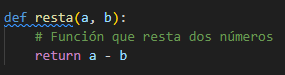 def resta(a, b):
    # Función que resta dos números
    return a - b